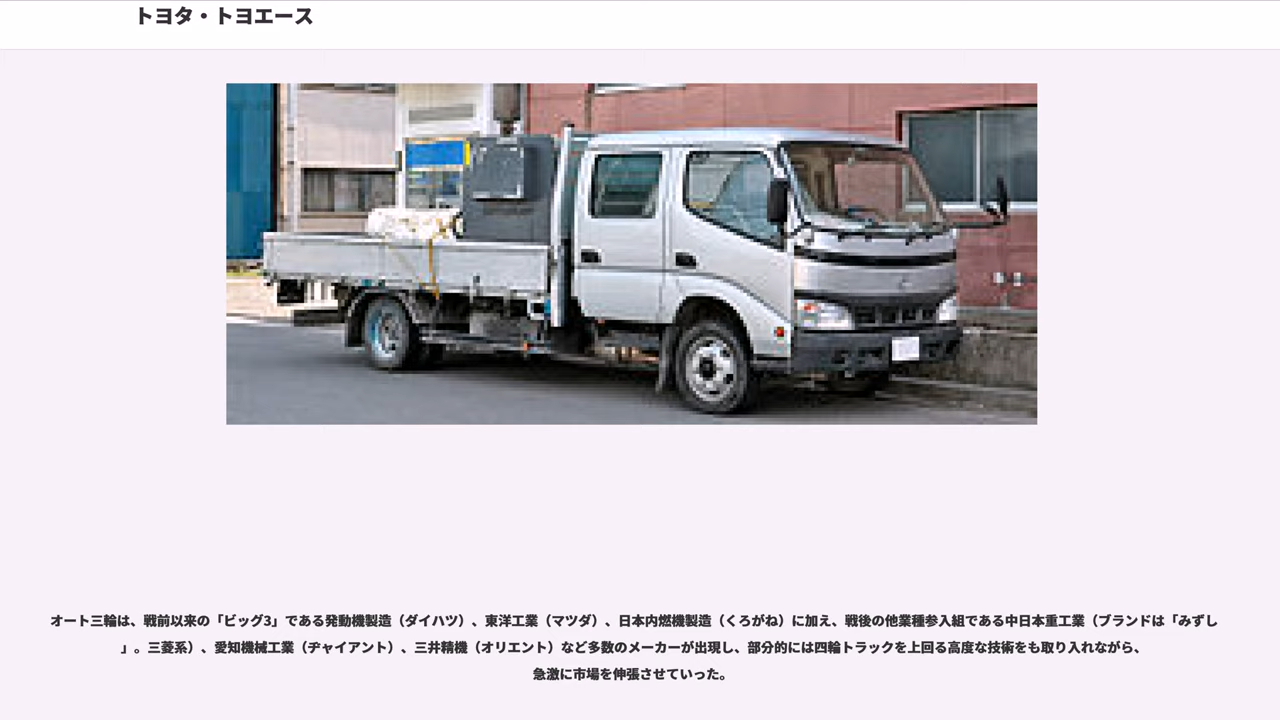 トヨタ・トヨエース
オート三輪は、戦前以来の「ビッグ3」である発動機製造（ダイハツ）、東洋工業（マツダ）、日本内燃機製造（くろがね）に加え、戦後の他業種参入組である中日本重工業（ブランドは「みずし
」。三菱系）、愛知機械工業（ヂャイアント）、三井精機（オリエント）など多数のメーカーが出現し、部分的には四輪トラックを上回る高度な技術をも取り入れながら、
急激に市場を伸張させていった。